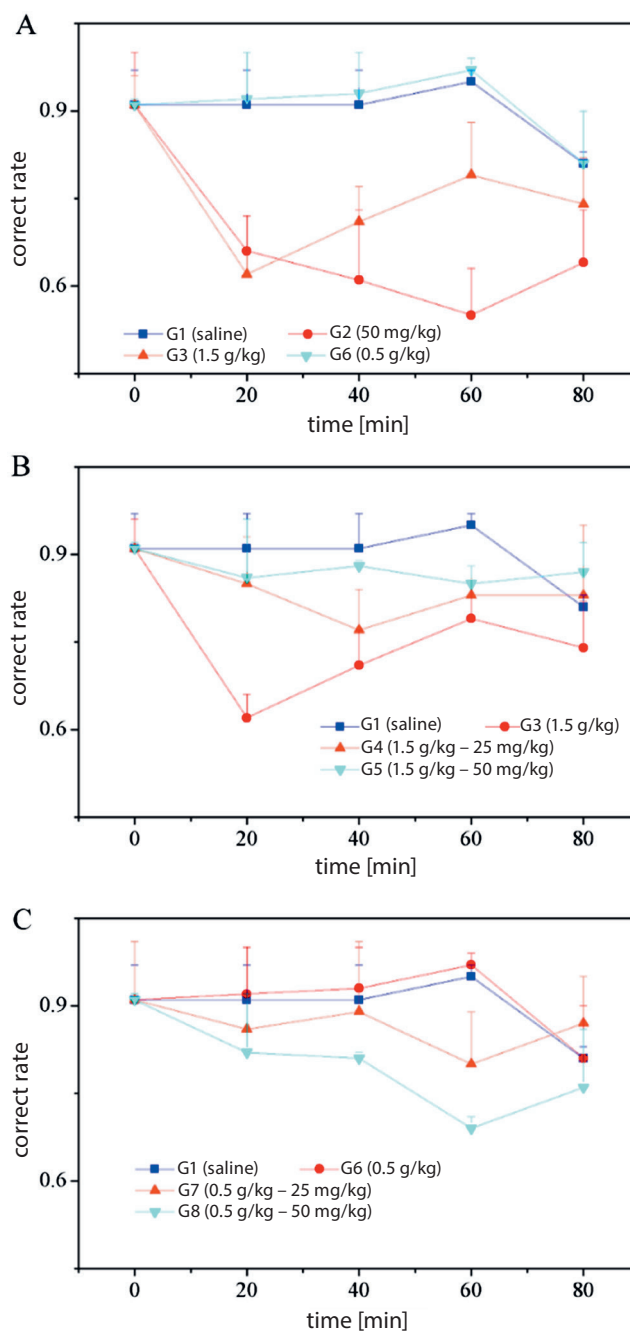 A
0.9
0.6
correct rate
G1 (saline) G2 (50 mg/kg)
G3 (1.5 g/kg) G6 (0.5 g/kg)
0 20 40 60 80
time [min]
B
0.9
0.6
correct rate
G1 (saline) G3 (1.5 g/kg)
G4 (1.5 g/kg – 25 mg/kg)
G5 (1.5 g/kg – 50 mg/kg)
0 20 40 60 80
time [min]
C
0.9
0.6
correct rate
G1 (saline) G6 (0.5 g/kg)
G7 (0.5 g/kg – 25 mg/kg)
G8 (0.5 g/kg – 50 mg/kg)
0 20 40 60 80
time [min]